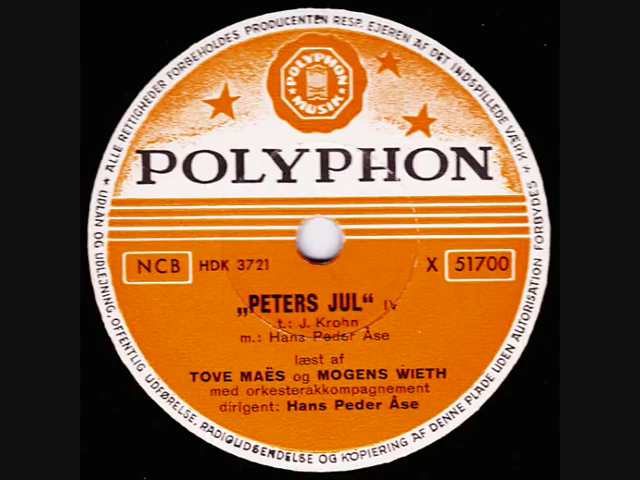 ★ ALLE RETTIGHEDER FORBEHOLDES PRODUCENTEN RESP. EJEREN AF DET INDSPILLEDE VÆRK ★
UDLAN OG UDLEJNING, OFFENTLIG UDFØRELSE, RADIOUDSENDELSE OG KOPIERING AF DENNE PLADE UDEN AUTORISATION FORBYDES
POLYPHON
MUSIK
POLYPHON
NCB HDK 3721 X 51700
„PETERS JUL“ IV
t.: J. Krohn
m.: Hans Peder Åse
læst af
TOVE MAËS og MOGENS WIETH
med orkesterakkompagnement
dirigent: Hans Peder Åse